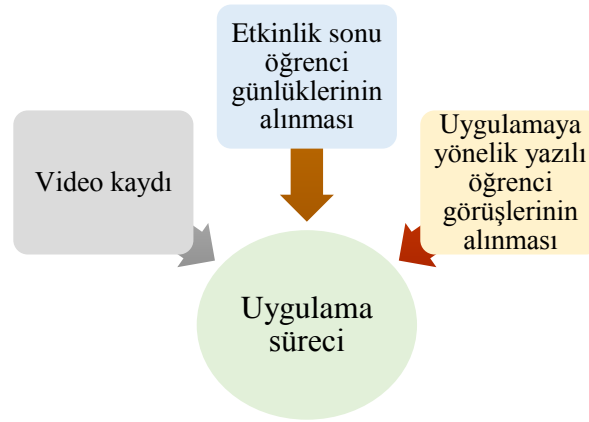 Etkinlik sonu
öğrenci
günlüklerinin
alınması
Video kaydı
Uygulamaya
yönelik yazılı
öğrenci
görüşlerinin
alınması
Uygulama
süreci